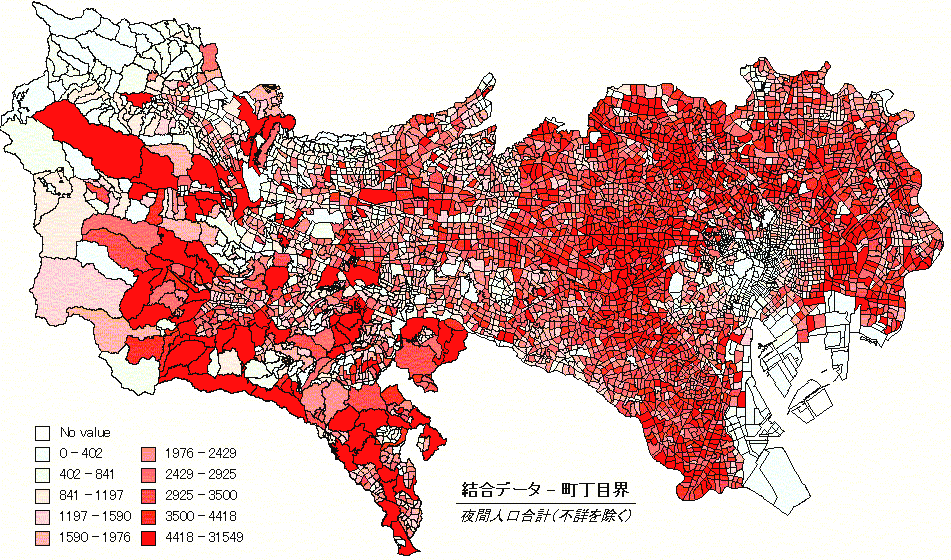 No value
0 – 402
402 – 841
841 – 1197
1197 – 1590
1590 – 1976
1976 – 2429
2429 – 2925
2925 – 3500
3500 – 4418
4418 – 31549
結合データ – 町丁目界
夜間人口合計(不詳を除く)